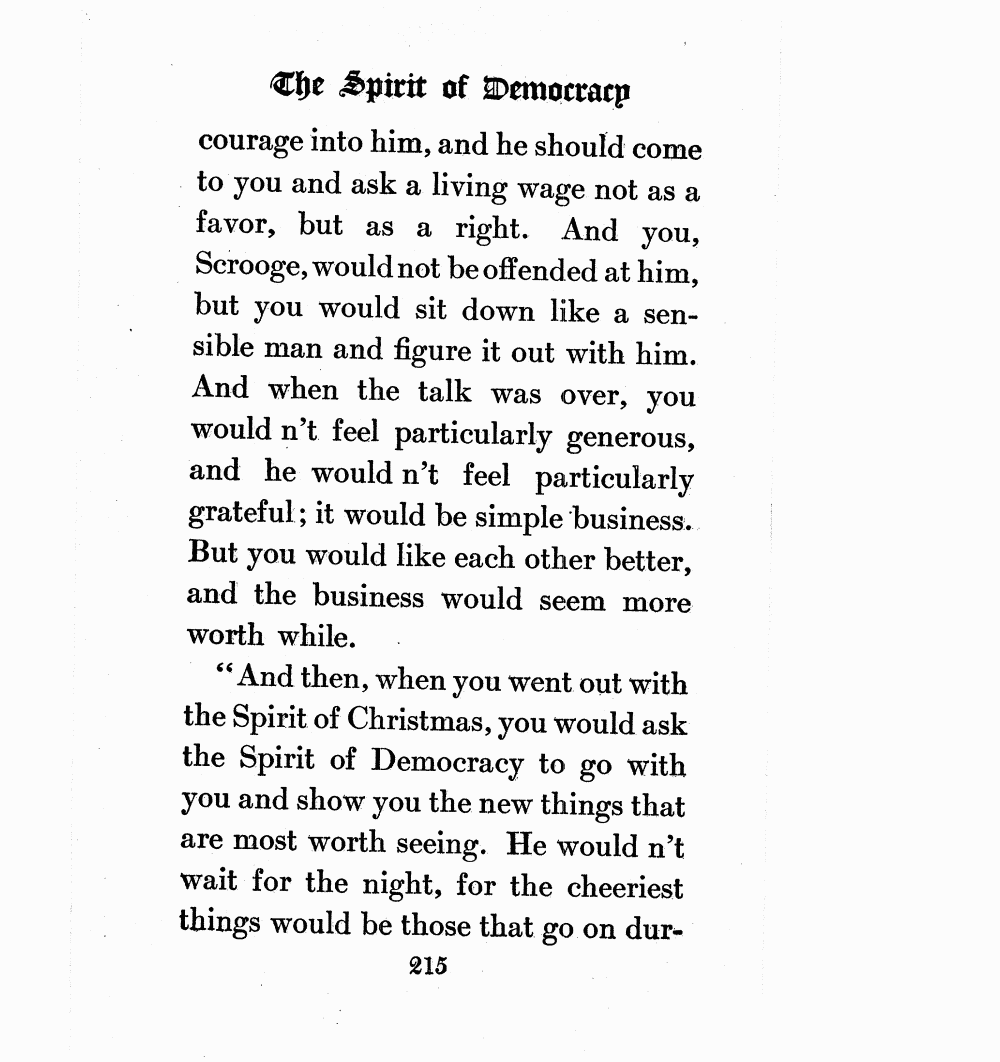 The Spirit of Democracy
courage into him, and he should come
to you and ask a living wage not as a
favor, but as a right. And you,
Scrooge, would not be offended at him,
but you would sit down like a sen-
sible man and figure it out with him.
And when the talk was over, you
would n't feel particularly generous,
and he would n't feel particularly
grateful; it would be simple business.
But you would like each other better,
and the business would seem more
worth while.
“And then, when you went out with
the Spirit of Christmas, you would ask
the Spirit of Democracy to go with
you and show you the new things that
are most worth seeing. He would n't
wait for the night, for the cheeriest
things would be those that go on dur-
215